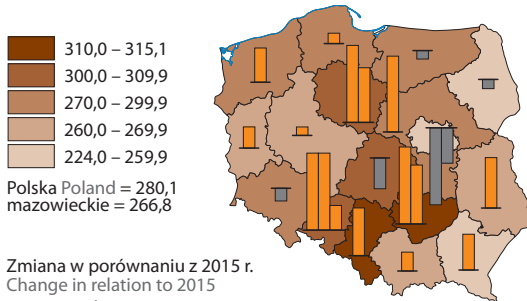 310,0 – 315,1
300,0 – 309,9
270,0 – 299,9
260,0 – 269,9
224,0 – 259,9
Polska Poland = 280,1
mazowieckie = 266,8
Zmiana w porównaniu z 2015 r.
Change in relation to 2015